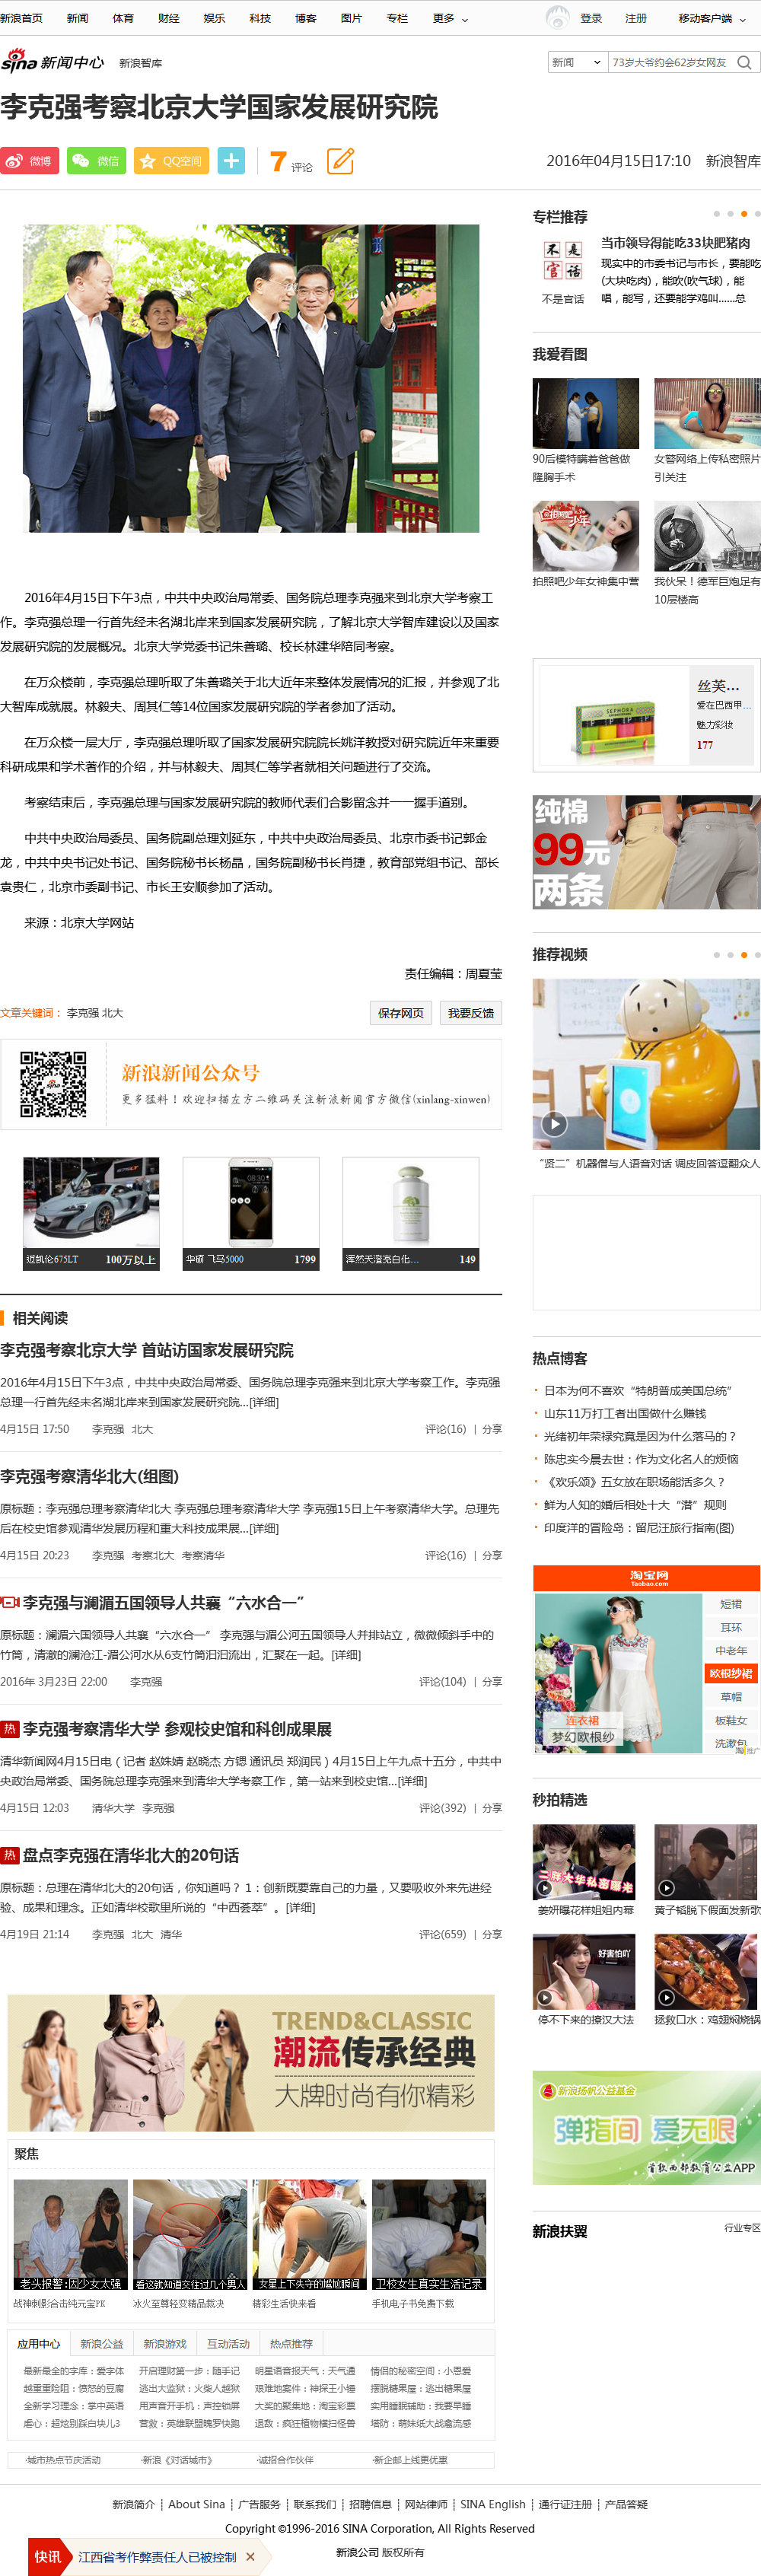 新浪首页 新闻 体育 财经 娱乐 科技 博客 图片 专栏 更多 登录 注册 移动客户端
sina 新闻中心 新浪智库 新闻 73岁大爷约会62岁女网友
李克强考察北京大学国家发展研究院
微博 微信 QQ空间 7 评论 2016年04月15日17:10 新浪智库
2016年4月15日下午3点，中共中央政治局常委、国务院总理李克强来到北京大学考察工
作。李克强总理一行首先经未名湖北岸来到国家发展研究院，了解北京大学智库建设以及国家
发展研究院的发展概况。北京大学党委书记朱善璐、校长林建华陪同考察。
在万众楼前，李克强总理听取了朱善璐关于北大近年来整体发展情况的汇报，并参观了北
大智库成就展。林毅夫、周其仁等14位国家发展研究院的学者参加了活动。
在万众楼一层大厅，李克强总理听取了国家发展研究院院长姚洋教授对研究院近年来重要
科研成果和学术著作的介绍，并与林毅夫、周其仁等学者就相关问题进行了交流。
考察结束后，李克强总理与国家发展研究院的教师代表们合影留念并一一握手道别。
中共中央政治局委员、国务院副总理刘延东，中共中央政治局委员、北京市委书记郭金
龙，中共中央书记处书记、国务院秘书长杨晶，国务院副秘书长肖捷，教育部党组书记、部长
袁贵仁，北京市委副书记、市长王安顺参加了活动。
来源：北京大学网站
责任编辑：周夏莹
文章关键词： 李克强 北大 保存网页 我要反馈
新浪新闻公众号
更多猛料！欢迎扫描左方二维码关注新浪新闻官方微信(xinlang-xinwen)
迈凯伦675LT 100万以上 华硕 飞马5000 1799 浑然天滢亮白化... 149
相关阅读
李克强考察北京大学 首站访国家发展研究院
2016年4月15日下午3点，中共中央政治局常委、国务院总理李克强来到北京大学考察工作。李克强
总理一行首先经未名湖北岸来到国家发展研究院...[详细]
4月15日 17:50 李克强 北大 评论(16) | 分享
李克强考察清华北大(组图)
原标题：李克强总理考察清华北大 李克强总理考察清华大学 李克强15日上午考察清华大学。总理先
后在校史馆参观清华发展历程和重大科技成果展...[详细]
4月15日 20:23 李克强 考察北大 考察清华 评论(16) | 分享
李克强与澜湄五国领导人共襄“六水合一”
原标题：澜湄六国领导人共襄“六水合一” 李克强与湄公河五国领导人并排站立，微微倾斜手中的
竹筒，清澈的澜沧江-湄公河水从6支竹筒汩汩流出，汇聚在一起。[详细]
2016年 3月23日 22:00 李克强 评论(104) | 分享
热 李克强考察清华大学 参观校史馆和科创成果展
清华新闻网4月15日电（记者 赵姝婧 赵晓杰 方锶 通讯员 郑润民）4月15日上午九点十五分，中共中
央政治局常委、国务院总理李克强来到清华大学考察工作，第一站来到校史馆...[详细]
4月15日 12:03 清华大学 李克强 评论(392) | 分享
热 盘点李克强在清华北大的20句话
原标题：总理在清华北大的20句话，你知道吗？ 1：创新既要靠自己的力量，又要吸收外来先进经
验、成果和理念。正如清华校歌里所说的“中西荟萃”。[详细]
4月19日 21:14 李克强 北大 清华 评论(659) | 分享
TREND&CLASSIC
潮流传承经典
大牌时尚有你精彩
聚焦
老头报警:因少女太强 看这就知道交往过几个男人 女星上下失守的尴尬瞬间 卫校女生真实生活记录
战神刺影合击纯元宝PK 冰火至尊轻变精品裁决 精彩生活快来看 手机电子书免费下载
应用中心 新浪公益 新浪游戏 互动活动 热点推荐
最新最全的字库：爱字体 开启理财第一步：随手记 明星语音报天气：天气通 情侣的秘密空间：小恩爱
越重重险阻：愤怒的豆腐 逃出大监狱：火柴人越狱 艰难地案件：神探王小锤 摆脱糖果屋：逃出糖果屋
全新学习理念：掌中英语 用声音开手机：声控锁屏 大奖的聚集地：淘宝彩票 实用睡眠辅助：我要早睡
虐心：超炫别踩白块儿3 营救：英雄联盟魄罗快跑 退敌：疯狂植物横扫怪兽 塔防：萌妹纸大战禽流感
·城市热点节庆活动 ·新浪《对话城市》 ·诚招合作伙伴 ·新企邮上线更优惠
专栏推荐
当市领导得能吃33块肥猪肉
现实中的市委书记与市长，要能吃
(大块吃肉)，能吹(吹气球)，能
唱，能写，还要能学鸡叫......总
不是官话
不是官话
我爱看图
90后模特瞒着爸爸做
隆胸手术
女警网络上传私密照片
引关注
拍照吧少年女神集中营
我伙呆！德军巨炮足有
10层楼高
SEPHORA
丝芙...
爱在巴西甲...
魅力彩妆
177
纯棉
99元
两条
推荐视频
“贤二”机器僧与人语音对话 调皮回答逗翻众人
热点博客
日本为何不喜欢“特朗普成美国总统”
山东11万打工者出国做什么赚钱
光绪初年荣禄究竟是因为什么落马的？
陈忠实今晨去世：作为文化名人的烦恼
《欢乐颂》五女放在职场能活多久？
鲜为人知的婚后相处十大“潜”规则
印度洋的冒险岛：留尼汪旅行指南(图)
淘宝网
Taobao.com
短裙
耳环
中老年
欧根纱裙
草帽
板鞋女
洗漱包
连衣裙
梦幻欧根纱
秒拍精选
姜妍曝花样姐姐内幕 黄子韬脱下假面发新歌
好害怕吖
停不下来的撩汉大法 拯救口水：鸡翅焖烧锅
新浪扬帆公益基金
弹指间 爱无限
首款西部教育公益APP
新浪扶翼 行业专区
新浪简介 ┊ About Sina ┊ 广告服务 ┊ 联系我们 ┊ 招聘信息 ┊ 网站律师 ┊ SINA English ┊ 通行证注册 ┊ 产品答疑
Copyright ©1996-2016 SINA Corporation, All Rights Reserved
新浪公司 版权所有
快讯 江西省考作弊责任人已被控制 ×